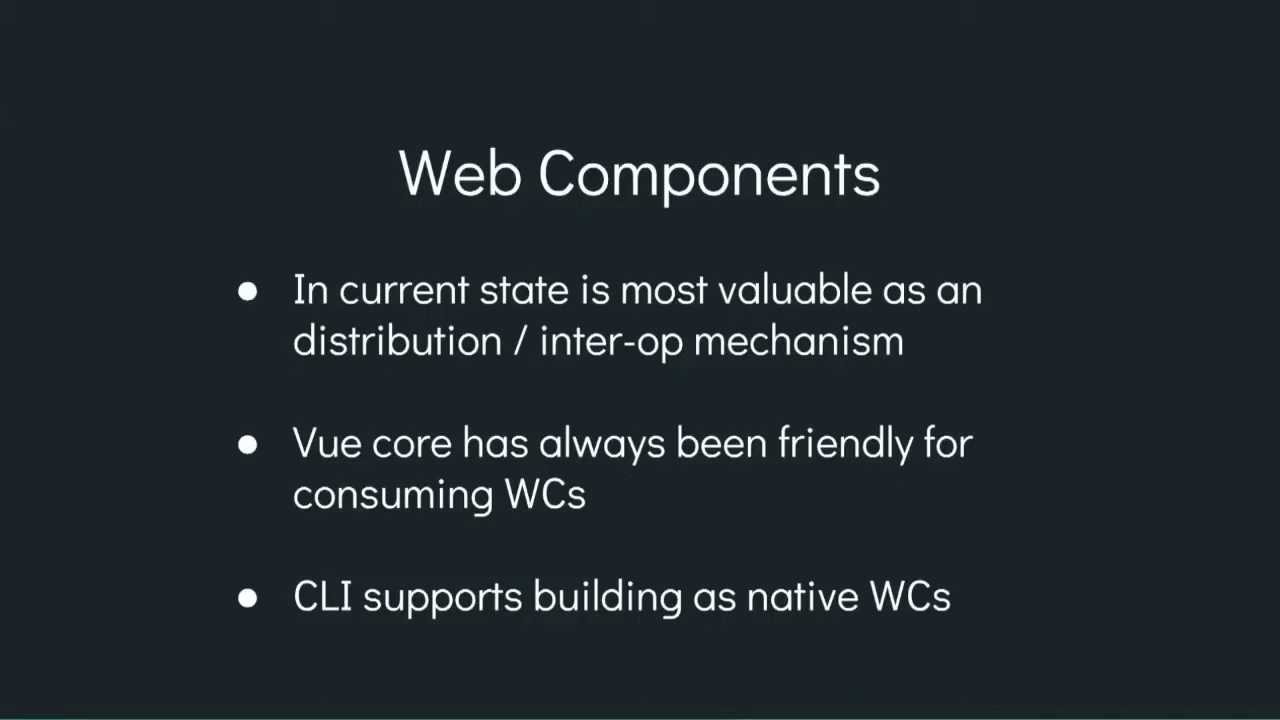 Web Components
● In current state is most valuable as an
distribution / inter-op mechanism
● Vue core has always been friendly for
consuming WCs
● CLI supports building as native WCs